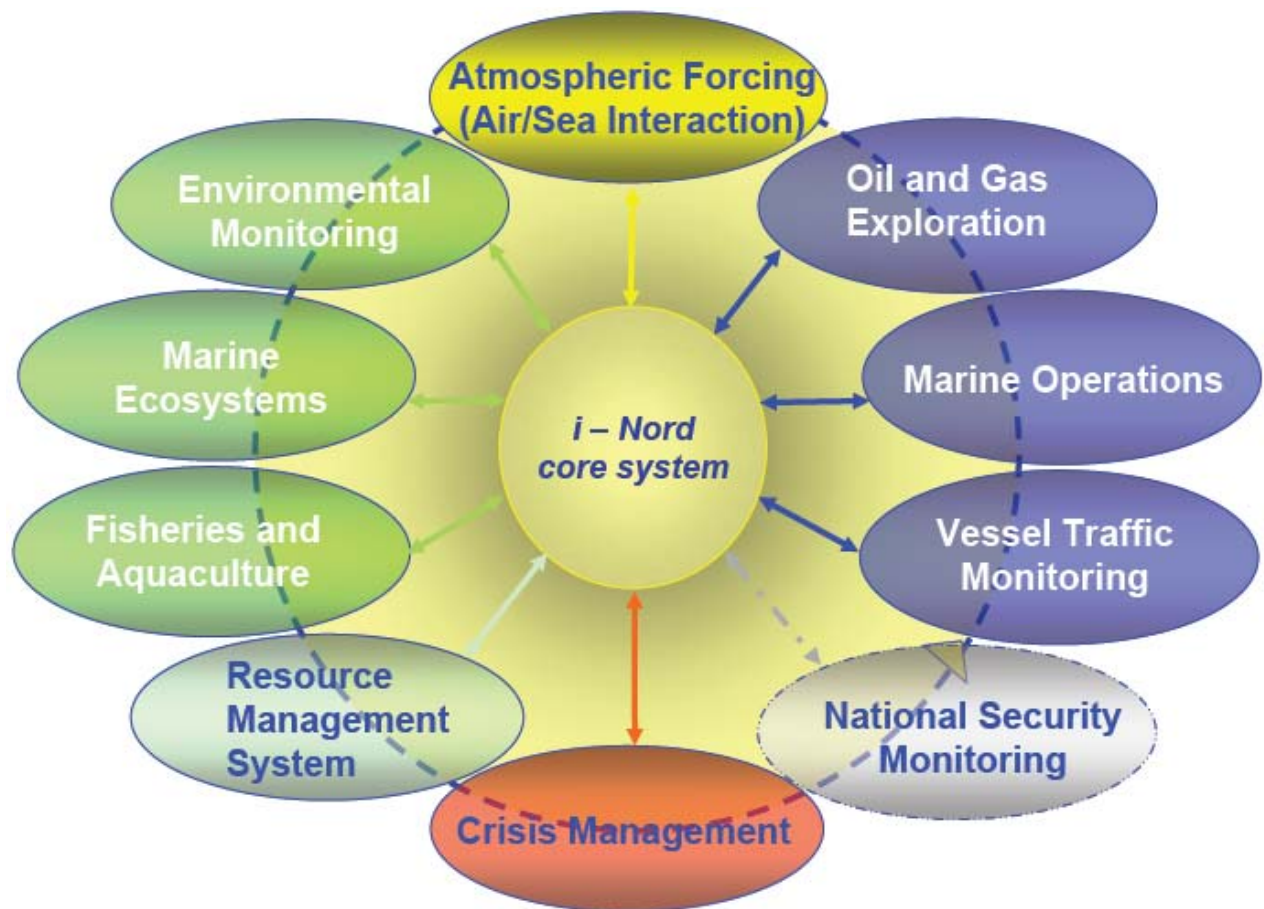 Atmospheric Forcing
(Air/Sea Interaction)
Environmental
Monitoring
Oil and Gas
Exploration
Marine
Ecosystems
Marine Operations
i – Nord
core system
Fisheries and
Aquaculture
Vessel Traffic
Monitoring
Resource
Management
System
National Security
Monitoring
Crisis Management